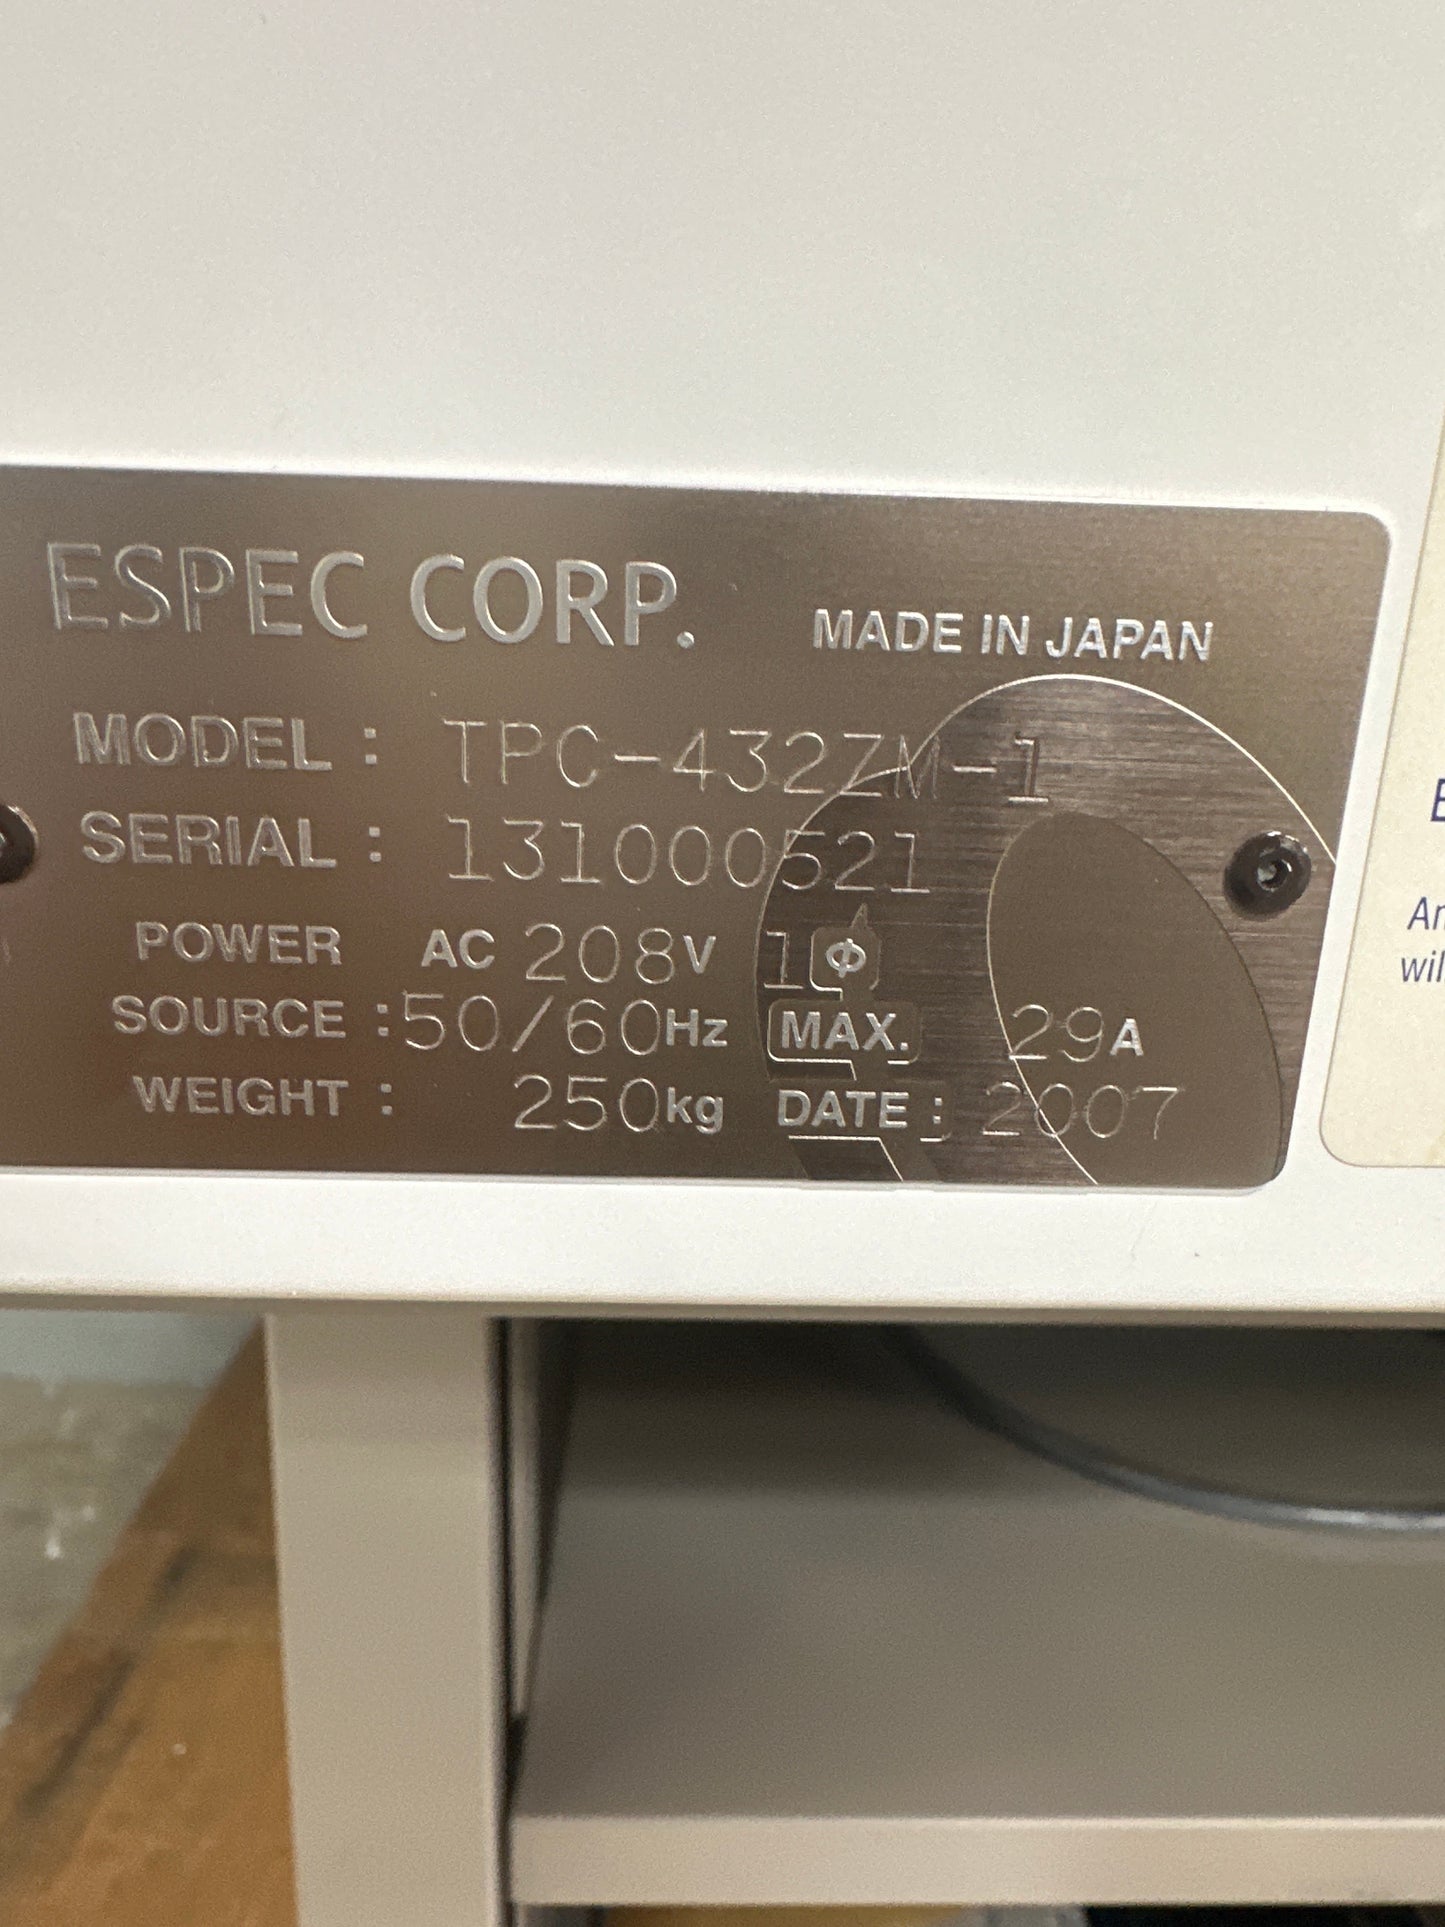 ESPEC CORP.
MADE IN JAPAN
MODEL : TPC-432ZM-1
SERIAL : 131000521
POWER AC 208V 1Φ
SOURCE : 50/60Hz MAX. 29A
WEIGHT : 250kg DATE : 2007